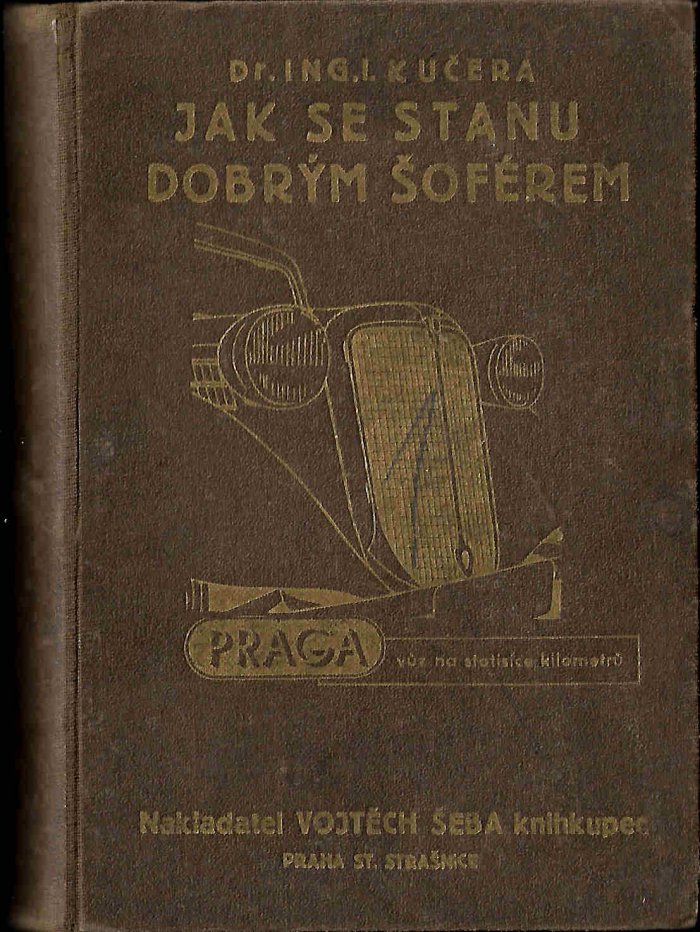 Dr. ING. I. KUČERA
JAK SE STANU
DOBRÝM ŠOFÉREM
PRAGA
vůz na statisíce kilometrů
Nakladatel VOJTĚCH ŠEBA knihkupec
PRAHA ST. STRAŠNICE